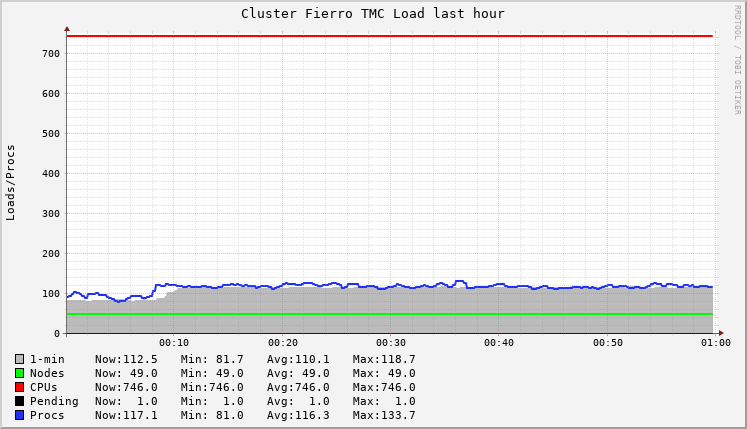 Cluster Fierro TMC Load last hour
RRDTOOL / TOBI OETIKER
Loads/Procs
700
600
500
400
300
200
100
0
00:10 00:20 00:30 00:40 00:50 01:00
1-min Now:112.5 Min: 81.7 Avg:110.1 Max:118.7
Nodes Now: 49.0 Min: 49.0 Avg: 49.0 Max: 49.0
CPUs Now:746.0 Min:746.0 Avg:746.0 Max:746.0
Pending Now: 1.0 Min: 1.0 Avg: 1.0 Max: 1.0
Procs Now:117.1 Min: 81.0 Avg:116.3 Max:133.7